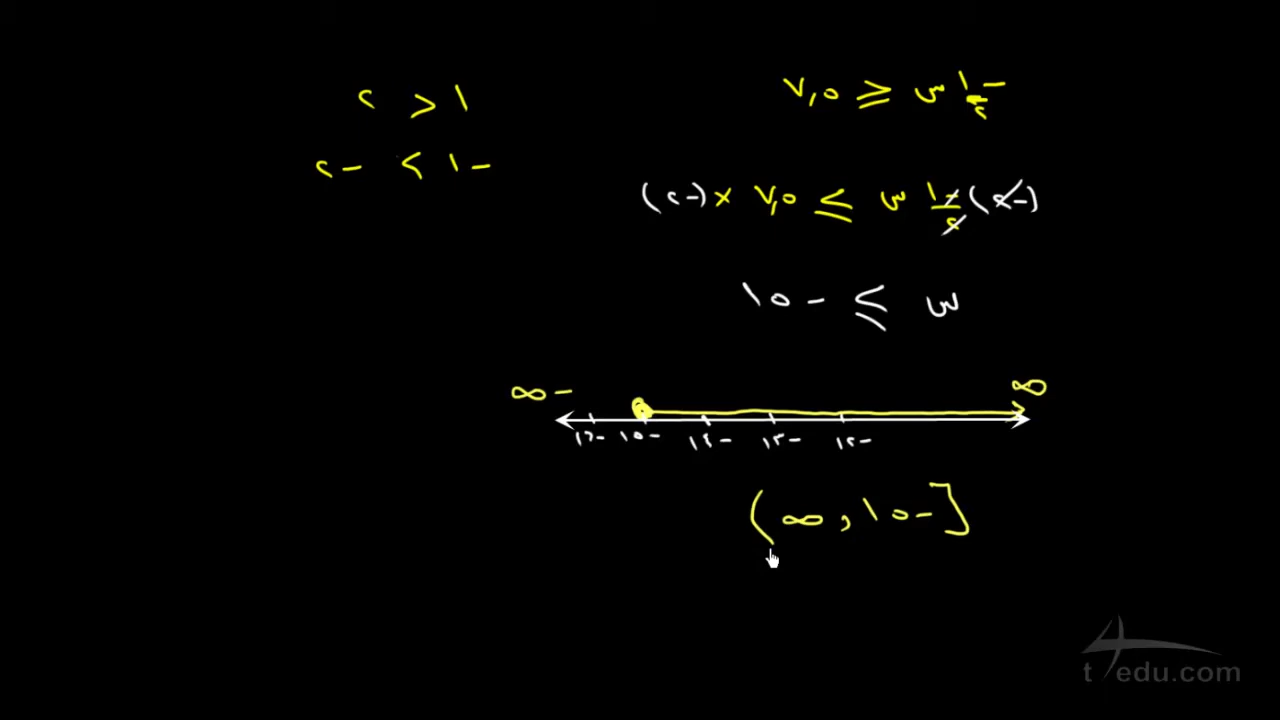 -١/٢ س ≤ ٧,٥
١ < ٢
-١ > -٢
(-٢) -١/٢ س ≥ ٧,٥ × (-٢)
س ≥ -١٥
-∞ ∞
-١٦ -١٥ -١٤ -١٣ -١٢
[-١٥ , ∞)
t4edu.com